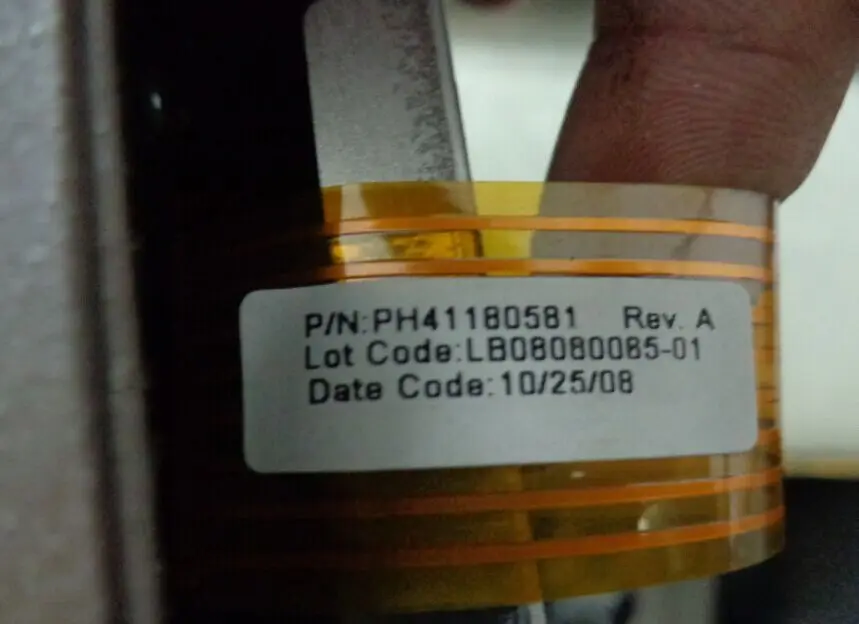 P/N:PH41180581 Rev. A
Lot Code:LB08080085-01
Date Code:10/25/08